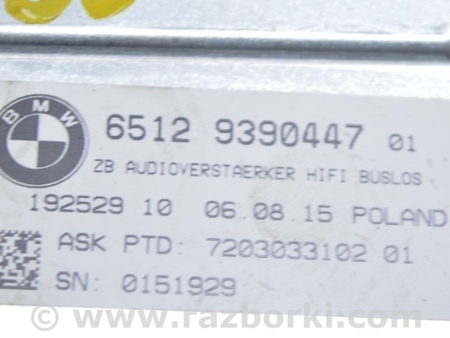 BMW
6512 9390447 01
ZB AUDIOVERSTAERKER HIFI BUSLOS
192529 10 06.08.15 POLAND
ASK PTD: 7203033102 01
SN: 0151929
© www.razborki.com